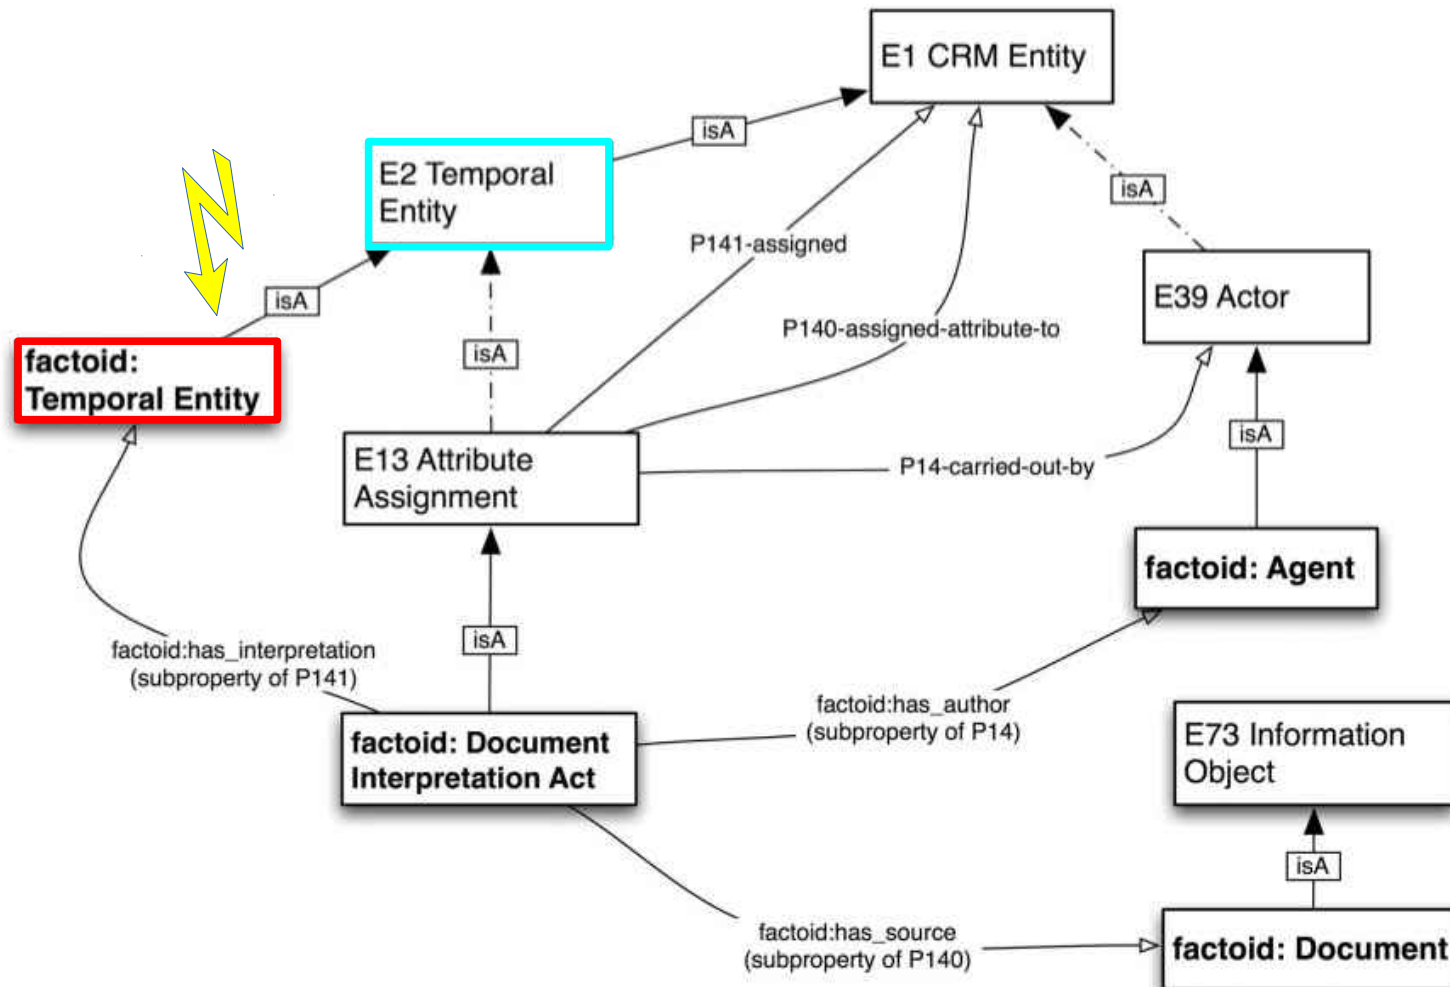 E1 CRM Entity
isA
E2 Temporal
Entity
isA
P141-assigned
E39 Actor
isA
P140-assigned-attribute-to
factoid:
Temporal Entity
isA
E13 Attribute
Assignment
P14-carried-out-by
isA
factoid: Agent
isA
factoid:has_interpretation
(subproperty of P141)
factoid:has_author
(subproperty of P14)
factoid: Document
Interpretation Act
E73 Information
Object
isA
factoid:has_source
(subproperty of P140)
factoid: Document